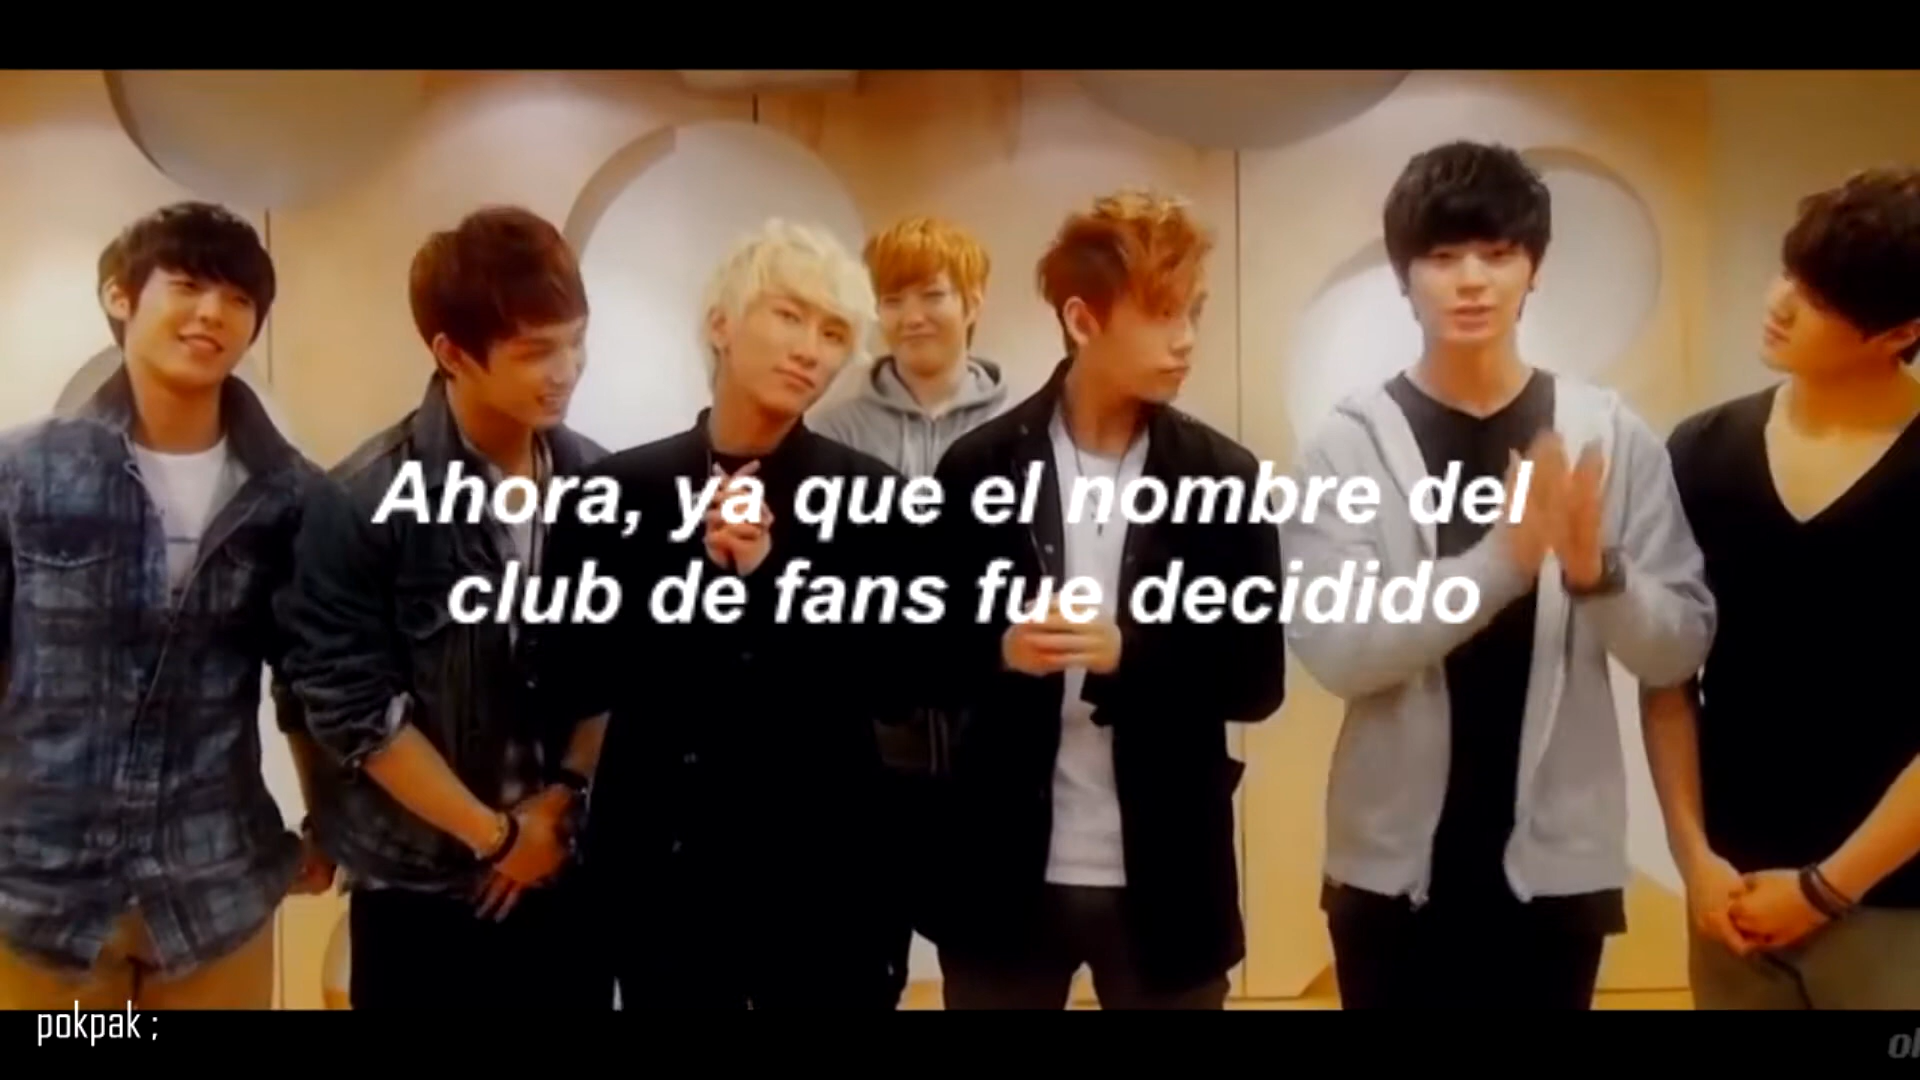 Ahora, ya que el nombre del
club de fans fue decidido
pokpak ;